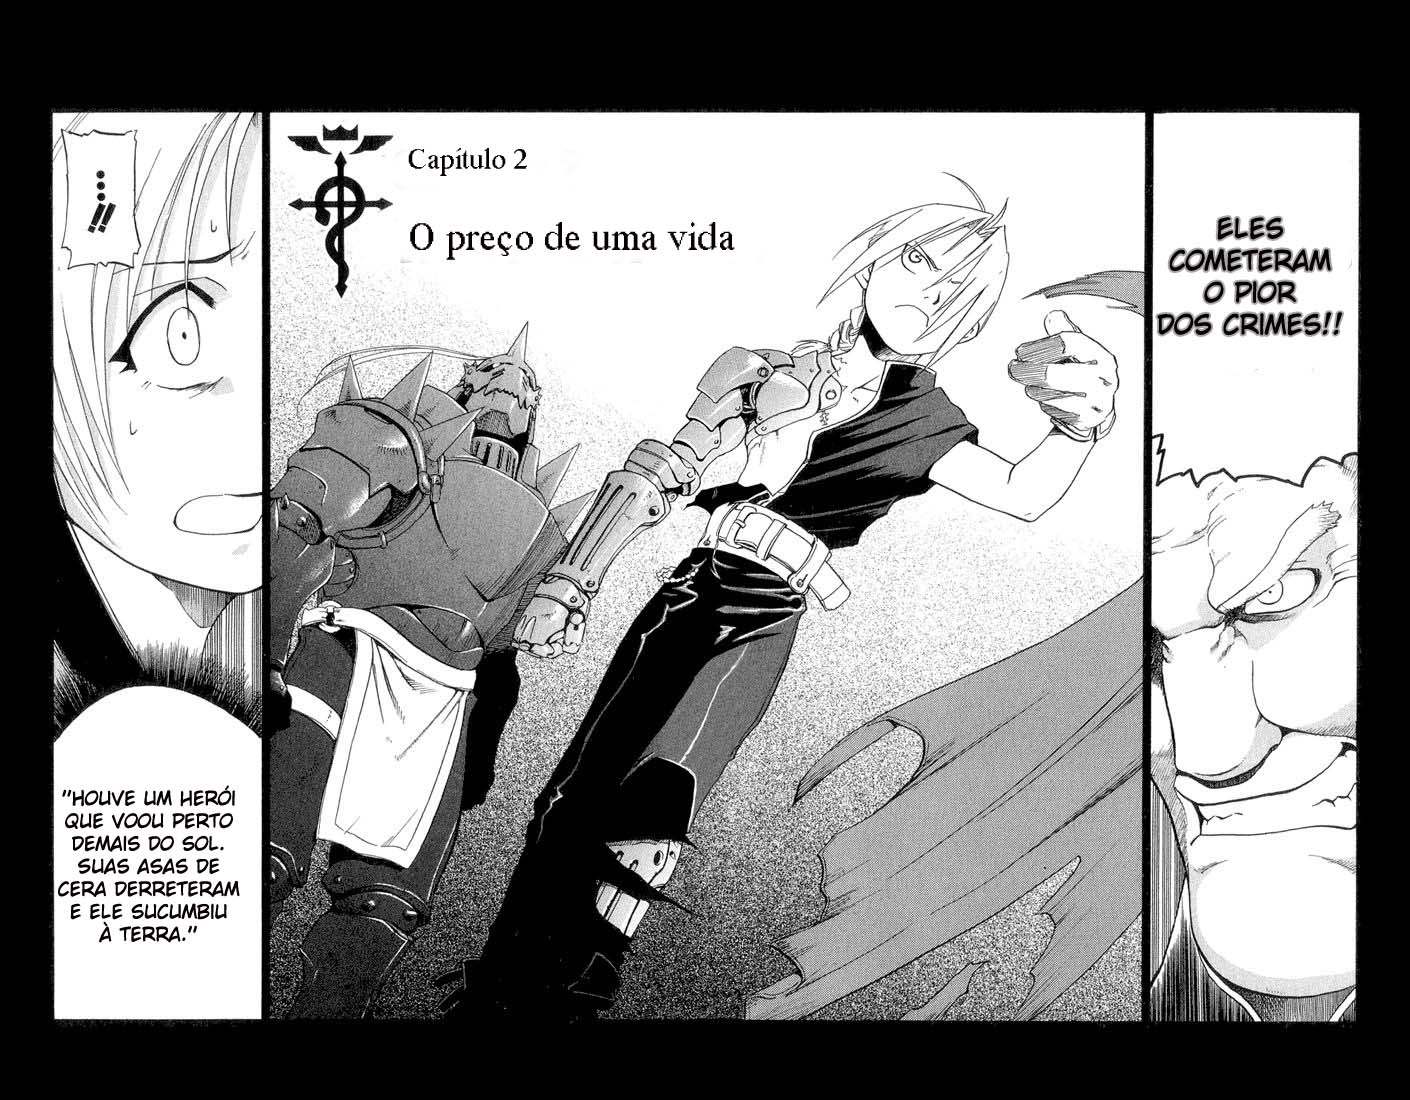 ELES
COMETERAM
O PIOR
DOS CRIMES!!
Capítulo 2
O preço de uma vida
...!!
"HOUVE UM HERÓI
QUE VOOU PERTO
DEMAIS DO SOL.
SUAS ASAS DE
CERA DERRETERAM
E ELE SUCUMBIU
À TERRA."